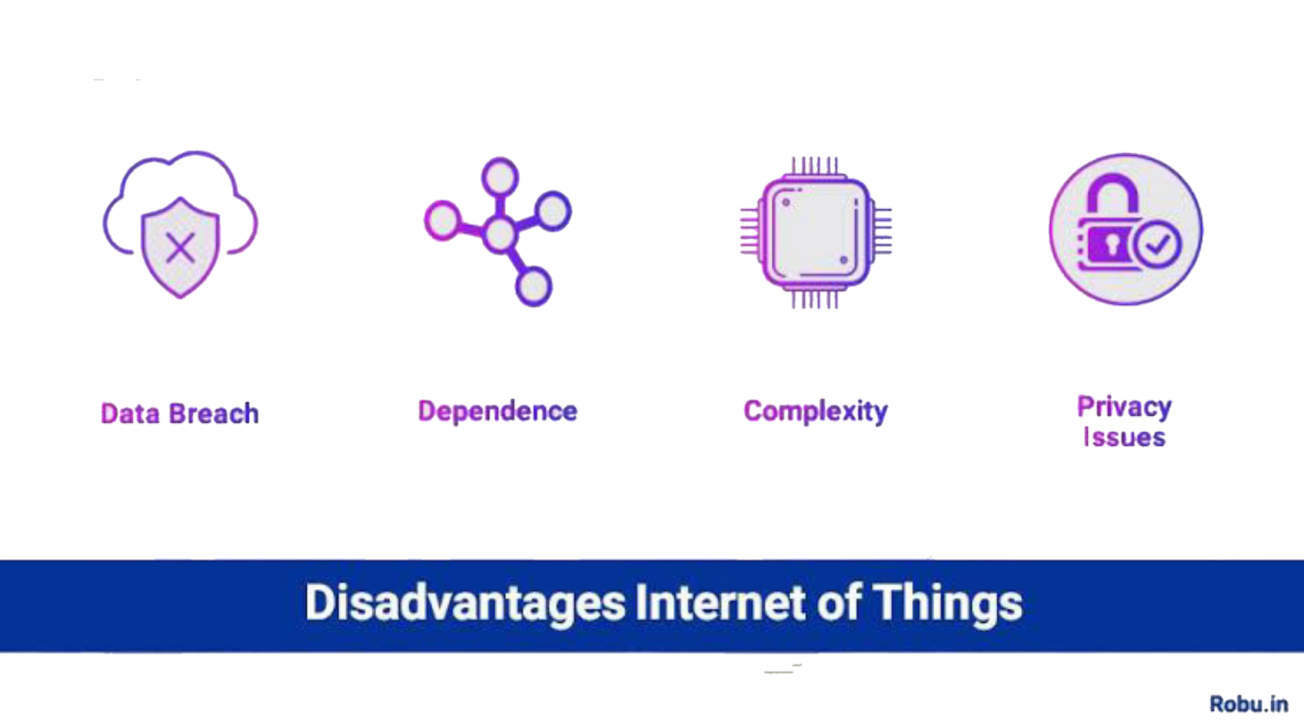 Data Breach
Dependence
Complexity
Privacy
Issues
Disadvantages Internet of Things
Robu.in